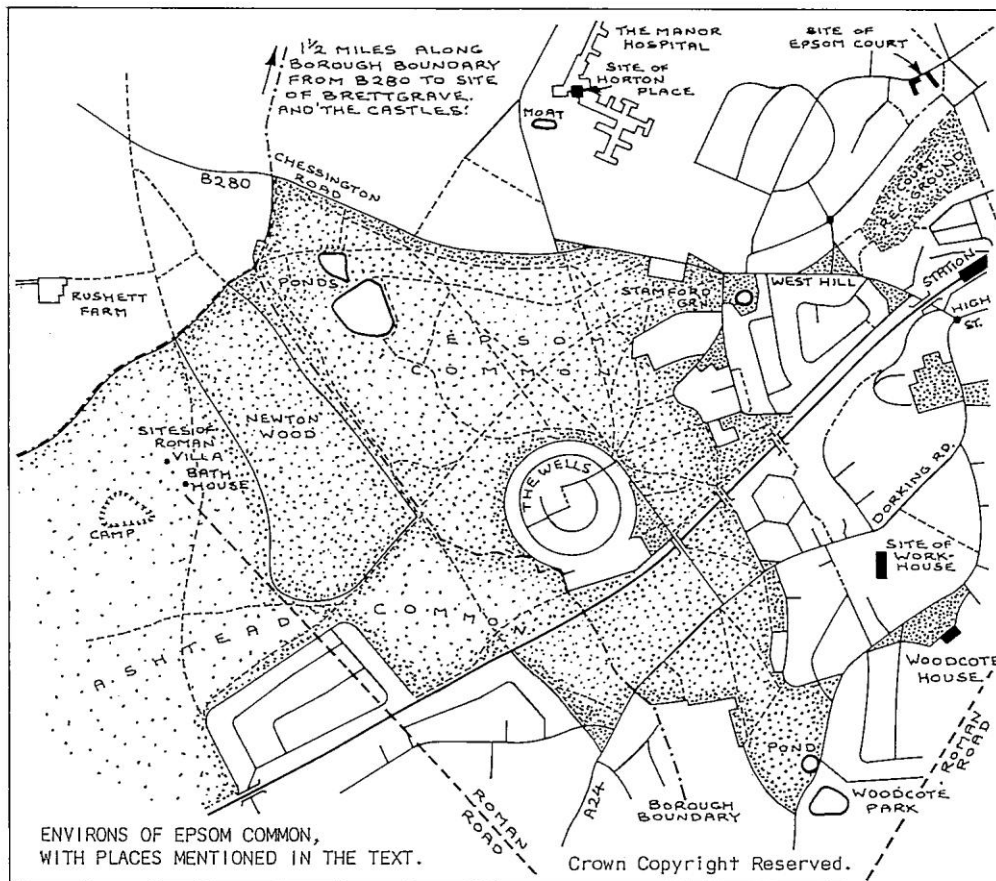 1½ MILES ALONG
BOROUGH BOUNDARY
FROM B280 TO SITE
OF BRETTGRAVE.
AND 'THE CASTLES'.
THE MANOR
HOSPITAL
SITE OF
HORTON
PLACE
MOAT
SITE OF
EPSOM COURT
COURT
REC. GROUND
CHESSINGTON
ROAD
B280
RUSHETT
FARM
PONDS
STAMFORD
GRN.
WEST HILL
STATION
HIGH
ST.
EPSOM
COMMON
NEWTON
WOOD
SITES OF
ROMAN
VILLA
BATH
HOUSE
CAMP
THE WELLS
DORKING RD.
SITE OF
WORK-
HOUSE
WOODCOTE
HOUSE
ASHTEAD COMMON
ROMAN
ROAD
POND
WOODCOTE
PARK
ROMAN
ROAD
A24
BOROUGH
BOUNDARY
ENVIRONS OF EPSOM COMMON,
WITH PLACES MENTIONED IN THE TEXT.
Crown Copyright Reserved.